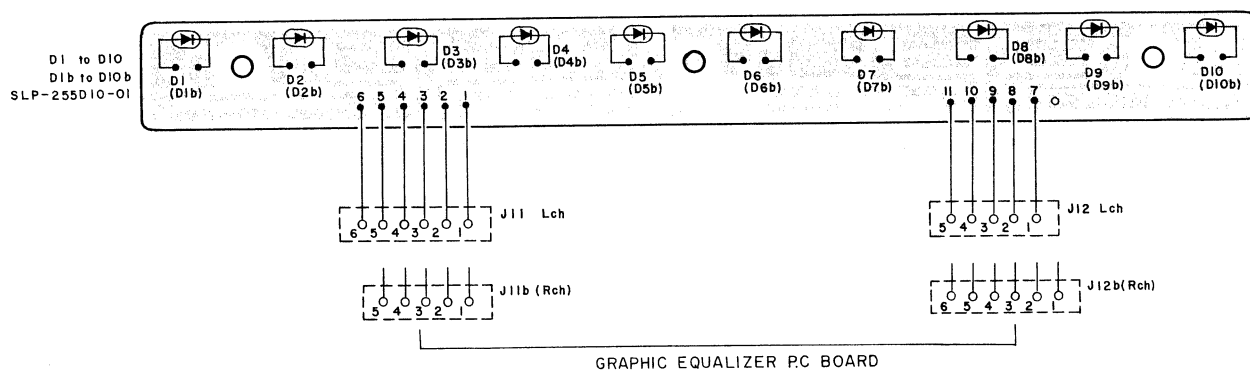 D1 to D10
D1b to D10b
SLP-255D10-01
D1
(D1b)
D2
(D2b)
D3
(D3b)
D4
(D4b)
D5
(D5b)
D6
(D6b)
D7
(D7b)
D8
(D8b)
D9
(D9b)
D10
(D10b)
6 5 4 3 2 1
11 10 9 8 7
J11 Lch
6 5 4 3 2 1
J12 Lch
5 4 3 2 1
J11b (Rch)
5 4 3 2 1
J12b (Rch)
6 5 4 3 2 1
GRAPHIC EQUALIZER P.C BOARD